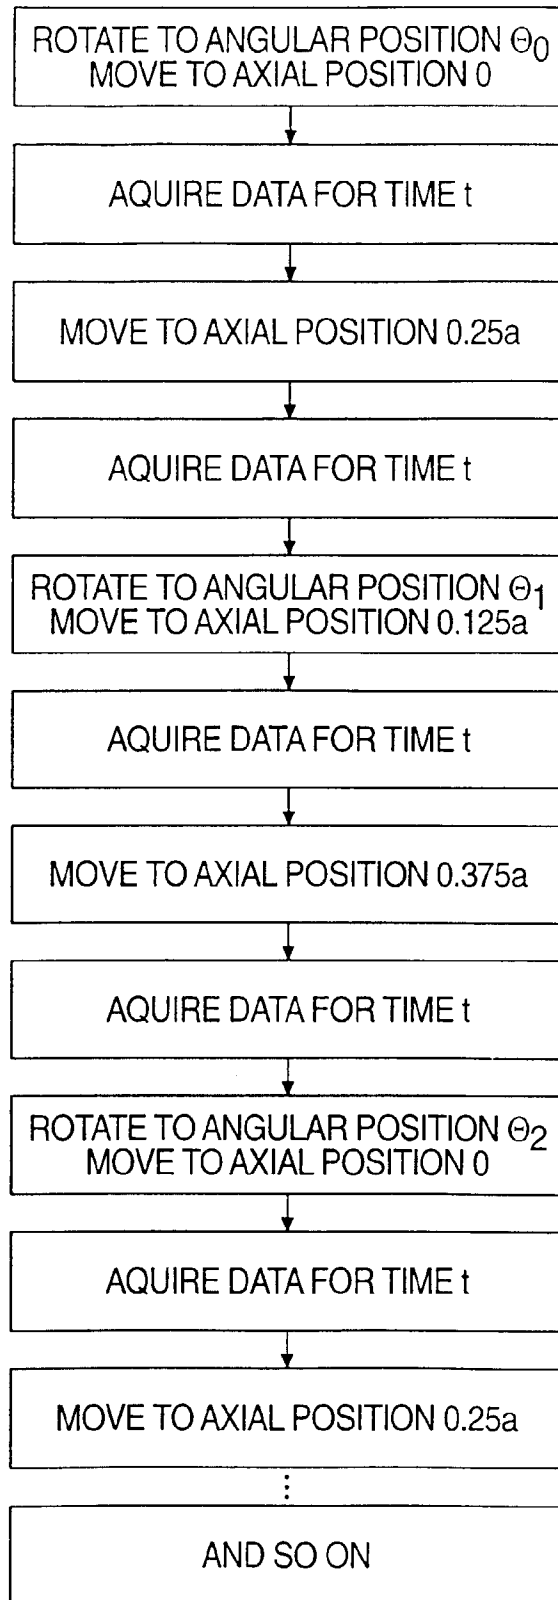 ROTATE TO ANGULAR POSITION Θ0
MOVE TO AXIAL POSITION 0
AQUIRE DATA FOR TIME t
MOVE TO AXIAL POSITION 0.25a
AQUIRE DATA FOR TIME t
ROTATE TO ANGULAR POSITION Θ1
MOVE TO AXIAL POSITION 0.125a
AQUIRE DATA FOR TIME t
MOVE TO AXIAL POSITION 0.375a
AQUIRE DATA FOR TIME t
ROTATE TO ANGULAR POSITION Θ2
MOVE TO AXIAL POSITION 0
AQUIRE DATA FOR TIME t
MOVE TO AXIAL POSITION 0.25a
⋮
AND SO ON